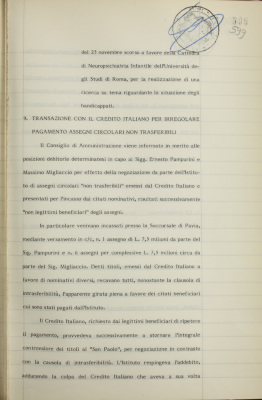 del 23 novembre scorso a favore della Cattedra
di Neuropsichiatria Infantile dell'Università de-
gli Studi di Roma, per la realizzazione di una
ricerca su tema riguardante la situazione degli
handicappati.
9. TRANSAZIONE CON IL CREDITO ITALIANO PER IRREGOLARE
PAGAMENTO ASSEGNI CIRCOLARI NON TRASFERIBILI
Il Consiglio di Amministrazione viene informato in merito alle
posizioni debitorie determinatesi in capo ai Sigg. Ernesto Pamparini e
Massimo Migliaccio per effetto della negoziazione da parte dell'Istitu-
to di assegni circolari "non trasferibili" emessi dal Credito Italiano e
presentati per l'incasso dai citati nominativi, risultati successivamente
"non legittimi beneficiari" degli assegni.
In particolare venivano incassati presso la Succursale di Pavia,
mediante versamento in c/c, n. 1 assegno di L. 7,5 milioni da parte del
Sig. Pamparini e n. 6 assegni per complessive L. 7,5 milioni circa da
parte del Sig. Migliaccio. Detti titoli, emessi dal Credito Italiano a
favore di nominativi diversi, recavano tutti, nonostante la clausola di
intrasferibilità, l'apparente girata piena a favore dei citati beneficiari
cui sono stati pagati dall'Istituto.
Il Credito Italiano, richiesto dai legittimi beneficiari di ripetere
il pagamento, provvedeva successivamente a stornare l'integrale
controvalore dei titoli al "San Paolo", per negoziazione in contrasto
con la clausola di intrasferibilità. L'Istituto respingeva l'addebito,
adducendo la colpa del Credito Italiano che aveva a sua volta